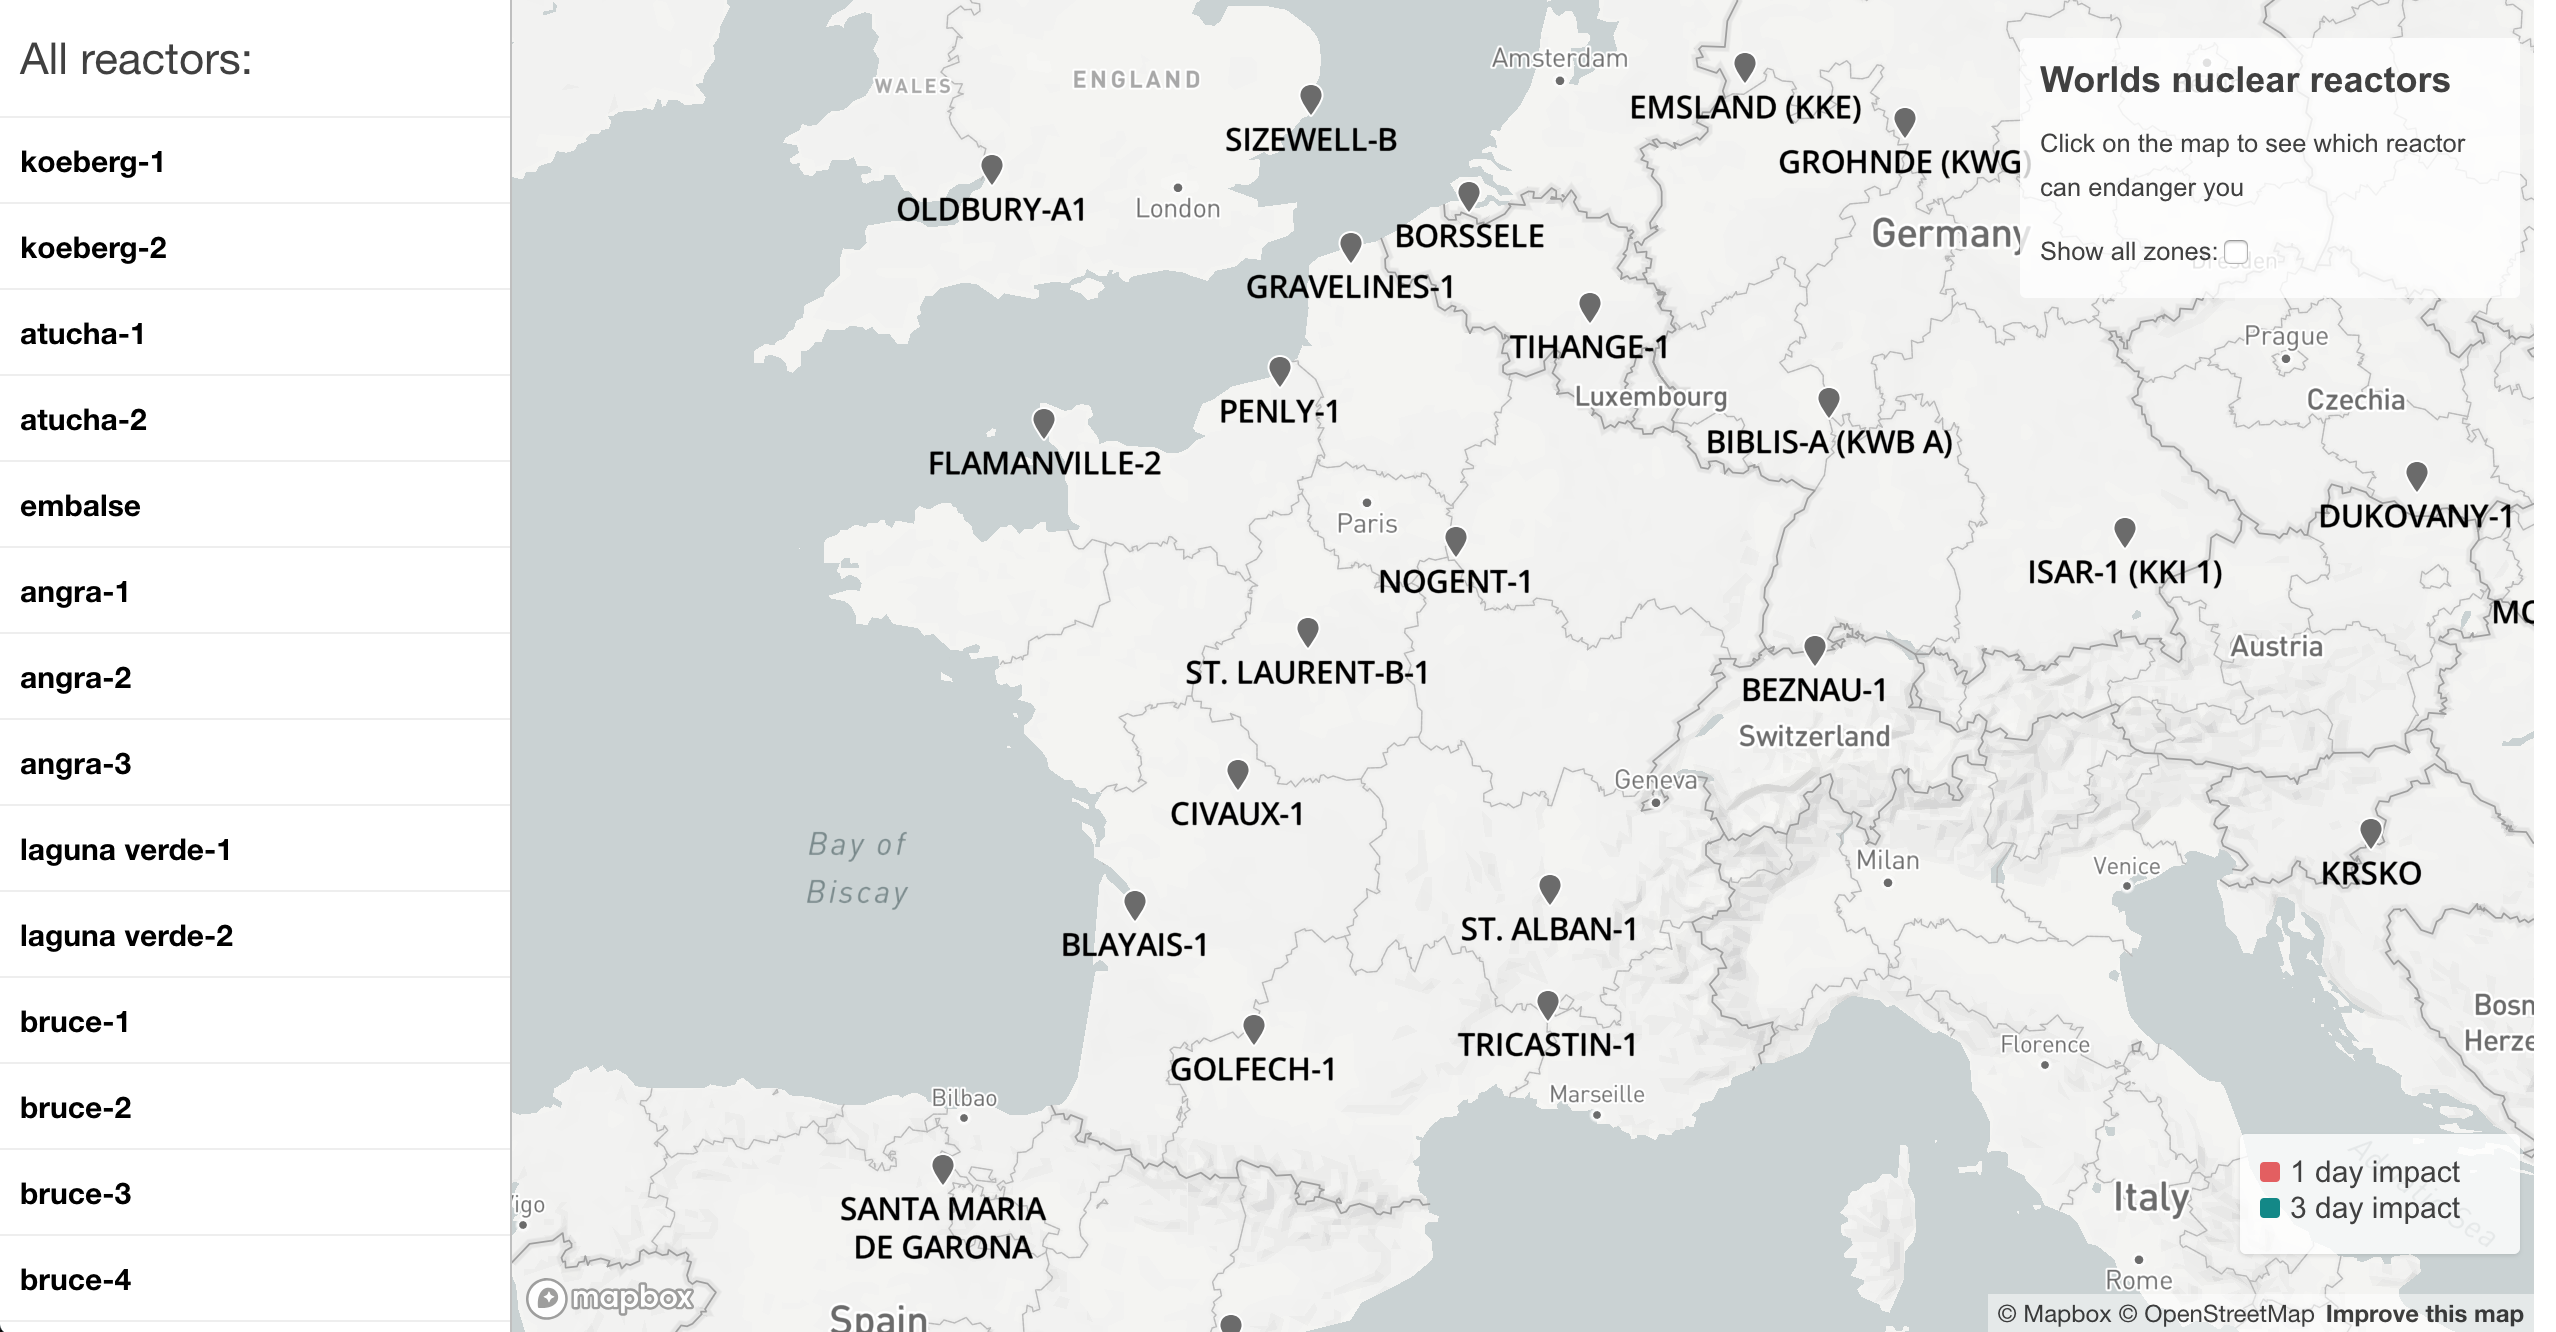 All reactors:
koeberg-1
koeberg-2
atucha-1
atucha-2
embalse
angra-1
angra-2
angra-3
laguna verde-1
laguna verde-2
bruce-1
bruce-2
bruce-3
bruce-4
Worlds nuclear reactors
Click on the map to see which reactor
can endanger you
Show all zones:
Dresden
Amsterdam
WALES
ENGLAND
EMSLAND (KKE)
SIZEWELL-B
GROHNDE (KWG)
OLDBURY-A1
London
BORSSELE
Germany
GRAVELINES-1
TIHANGE-1
Prague
Luxembourg
Czechia
PENLY-1
BIBLIS-A (KWB A)
FLAMANVILLE-2
Paris
DUKOVANY-1
NOGENT-1
ISAR-1 (KKI 1)
MO
Austria
ST. LAURENT-B-1
BEZNAU-1
Switzerland
Geneva
CIVAUX-1
Bay of
Biscay
Milan
Venice
KRSKO
ST. ALBAN-1
BLAYAIS-1
Bosn
Herze
TRICASTIN-1
Florence
GOLFECH-1
Marseille
Bilbao
1 day impact
3 day impact
Italy
igo
SANTA MARIA
DE GARONA
Rome
mapbox
Spain
© Mapbox © OpenStreetMap Improve this map